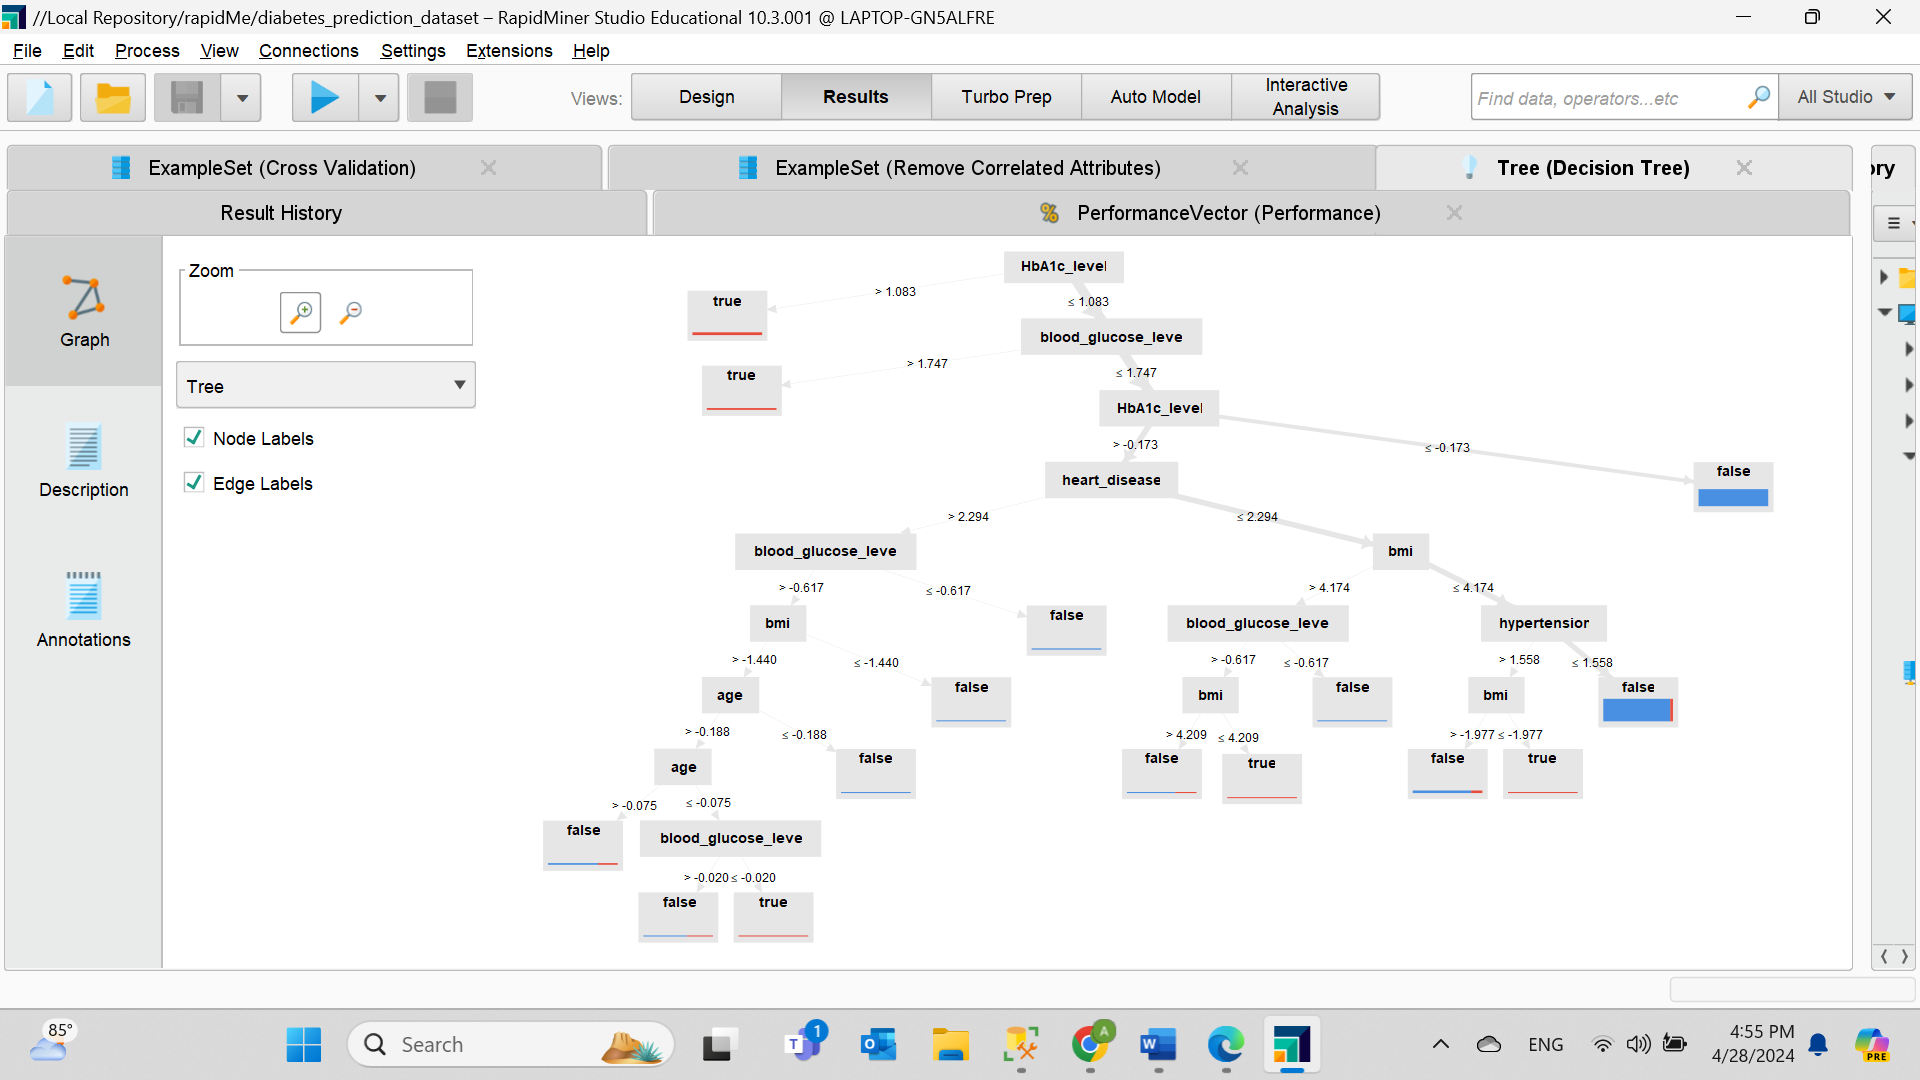 //Local Repository/rapidMe/diabetes_prediction_dataset – RapidMiner Studio Educational 10.3.001 @ LAPTOP-GN5ALFRE
File Edit Process View Connections Settings Extensions Help
Views: Design Results Turbo Prep Auto Model Interactive Analysis
Find data, operators...etc
All Studio
ExampleSet (Cross Validation)
ExampleSet (Remove Correlated Attributes)
Tree (Decision Tree)
ory
Result History
PerformanceVector (Performance)
Graph
Description
Annotations
Zoom
Tree
Node Labels
Edge Labels
HbA1c_level
> 1.083
≤ 1.083
true
blood_glucose_leve
> 1.747
≤ 1.747
true
HbA1c_level
> -0.173
≤ -0.173
heart_disease
false
> 2.294
≤ 2.294
blood_glucose_leve
bmi
> -0.617
≤ -0.617
> 4.174
≤ 4.174
bmi
false
blood_glucose_leve
hypertension
> -1.440
≤ -1.440
> -0.617
≤ -0.617
> 1.558
≤ 1.558
age
false
bmi
false
bmi
false
> -0.188
≤ -0.188
> 4.209
≤ 4.209
> -1.977
≤ -1.977
age
false
false
true
false
true
> -0.075
≤ -0.075
false
blood_glucose_leve
> -0.020
≤ -0.020
false
true
85°
Search
T
1
O
A
W
ENG
4:55 PM
4/28/2024
PRE